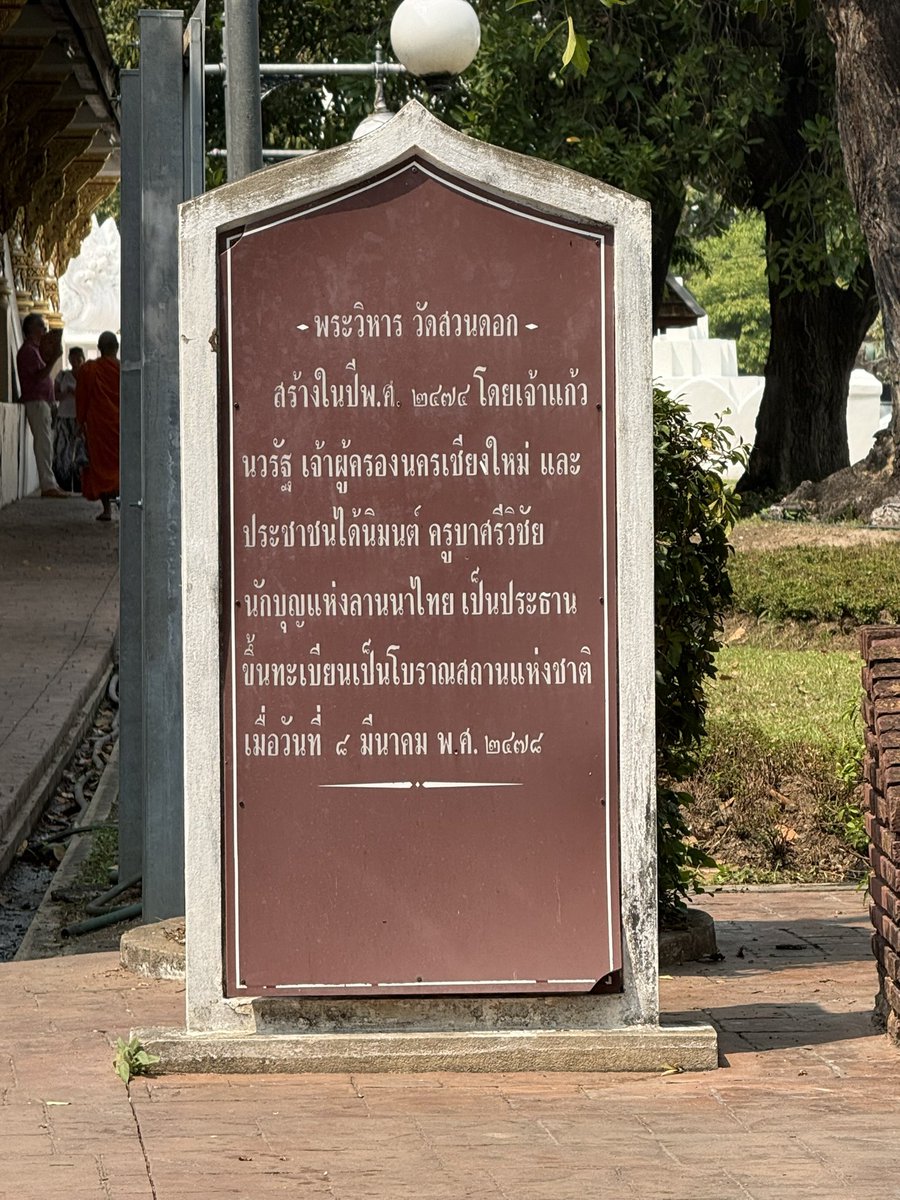 พระวิหาร วัดสวนดอก
สร้างในปีพ.ศ. ๒๔๗๔ โดยเจ้าแก้ว
นวรัฐ เจ้าผู้ครองนครเชียงใหม่ และ
ประชาชนได้นิมนต์ ครูบาศรีวิชัย
นักบุญแห่งลานนาไทย เป็นประธาน
ขึ้นทะเบียนเป็นโบราณสถานแห่งชาติ
เมื่อวันที่ ๘ มีนาคม พ.ศ. ๒๔๗๘